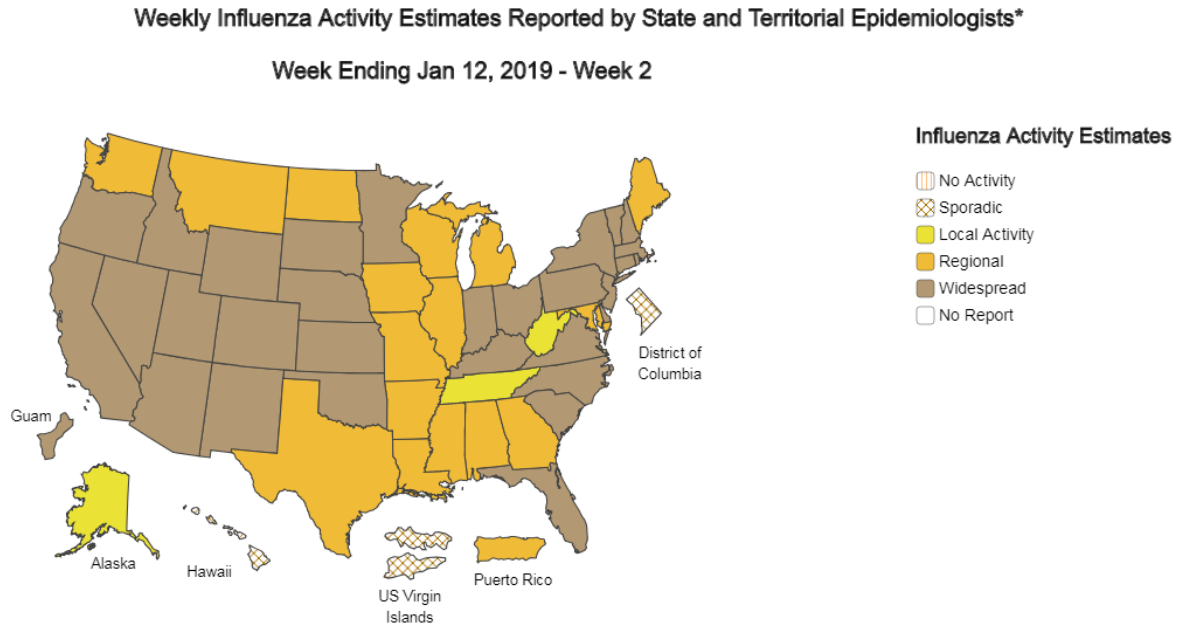 Weekly Influenza Activity Estimates Reported by State and Territorial Epidemiologists*
Week Ending Jan 12, 2019 - Week 2
Influenza Activity Estimates
No Activity
Sporadic
Local Activity
Regional
Widespread
No Report
District of
Columbia
Guam
Alaska
Hawaii
US Virgin
Islands
Puerto Rico